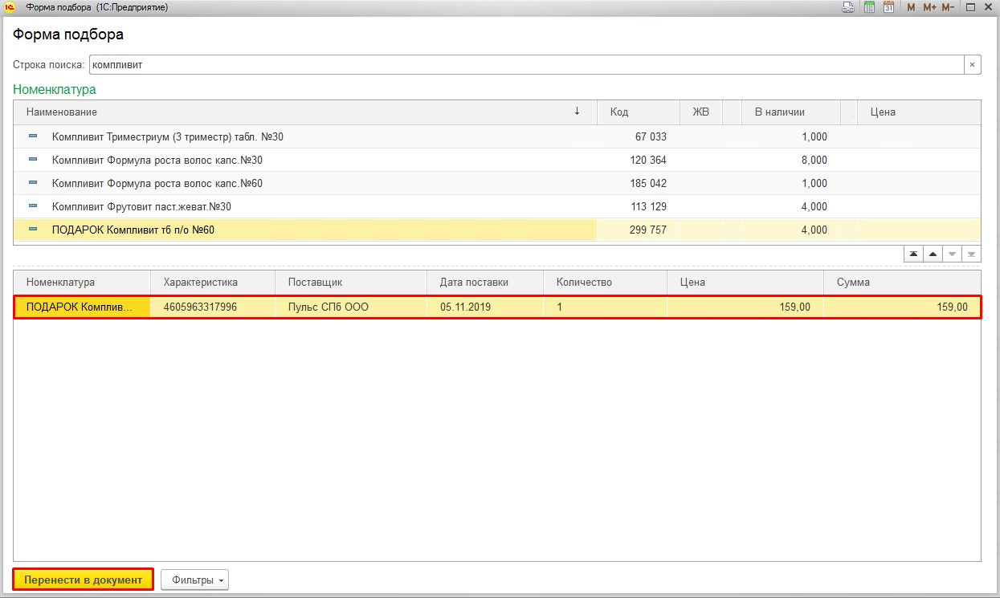 1С Форма подбора (1С:Предприятие) 31 M M+ M-
Форма подбора
Строка поиска: компливит ×
Номенклатура
Наименование ↓ Код ЖВ В наличии Цена
Компливит Триместриум (3 триместр) табл. №30 67 033 1,000
Компливит Формула роста волос капс.№30 120 364 8,000
Компливит Формула роста волос капс.№60 185 042 1,000
Компливит Фрутовит паст.жеват.№30 113 129 4,000
ПОДАРОК Компливит тб п/о №60 299 757 4,000
Номенклатура Характеристика Поставщик Дата поставки Количество Цена Сумма
ПОДАРОК Комплив... 4605963317996 Пульс СПб ООО 05.11.2019 1 159,00 159,00
Перенести в документ Фильтры